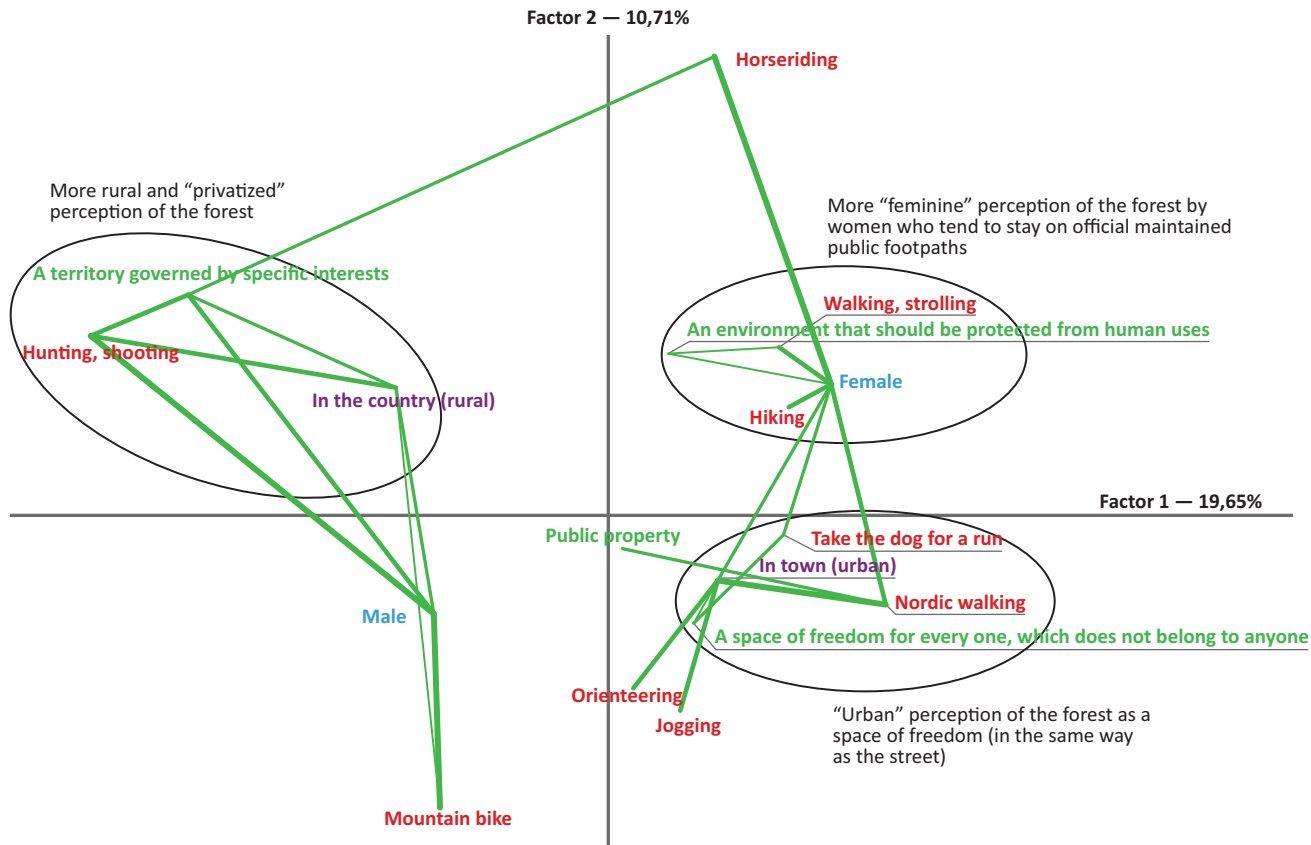 Factor 2 — 10,71%
Horseriding
More rural and “privatized”
perception of the forest
More “feminine” perception of the forest by
women who tend to stay on official maintained
public footpaths
A territory governed by specific interests
Walking, strolling
An environment that should be protected from human uses
Hunting, shooting
Female
In the country (rural)
Hiking
Factor 1 — 19,65%
Public property
Take the dog for a run
In town (urban)
Nordic walking
Male
A space of freedom for every one, which does not belong to anyone
Orienteering
Jogging
“Urban” perception of the forest as a
space of freedom (in the same way
as the street)
Mountain bike